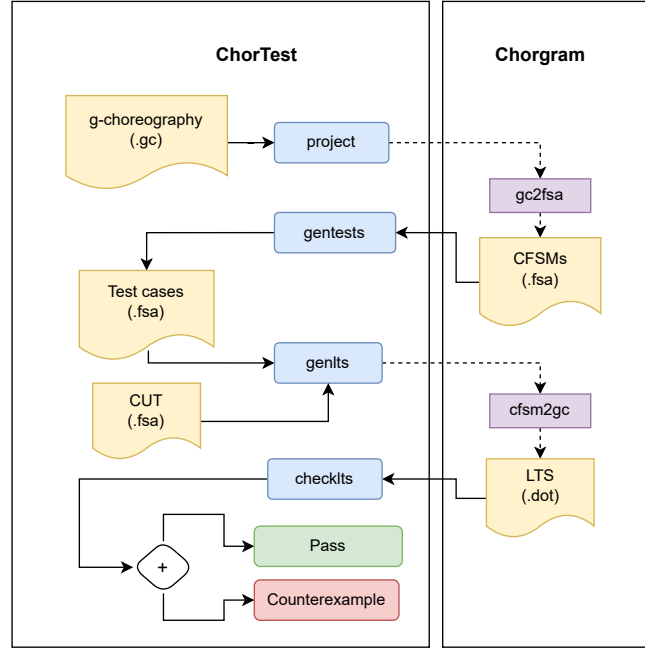 ChorTest
Chorgram
g-choreography
(.gc)
project
gc2fsa
gentests
CFSMs
(.fsa)
Test cases
(.fsa)
genlts
CUT
(.fsa)
cfsm2gc
checklts
LTS
(.dot)
+
Pass
Counterexample